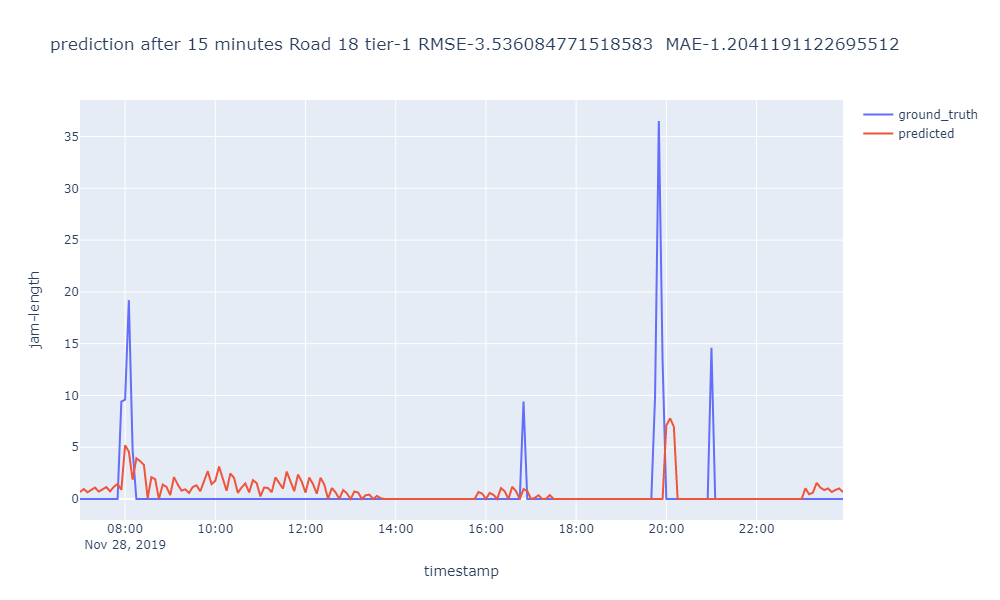 prediction after 15 minutes Road 18 tier-1 RMSE-3.536084771518583  MAE-1.2041191122695512
ground_truth
predicted
35
30
25
20
15
10
5
0
jam-length
08:00 10:00 12:00 14:00 16:00 18:00 20:00 22:00
Nov 28, 2019
timestamp